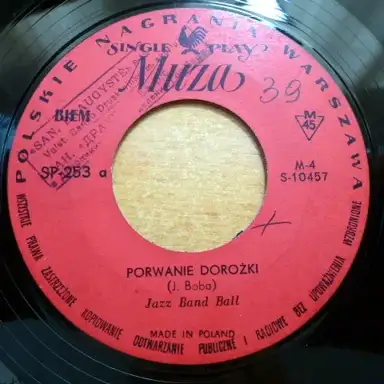 POLSKIE NAGRANIA WARSZAWA
SINGLE PLAY
Muza
BIEM
39
M
45
SP-253 a
M-4
S-10457
PORWANIE DOROŻKI
(J. Boba)
Jazz Band Ball
MADE IN POLAND
WSZYSTKIE PRAWA ZASTRZEŻONE KOPIOWANIE ODTWARZANIE PUBLICZNE I RADIOWE BEZ UPOWAŻNIENIA WZBRONIONE